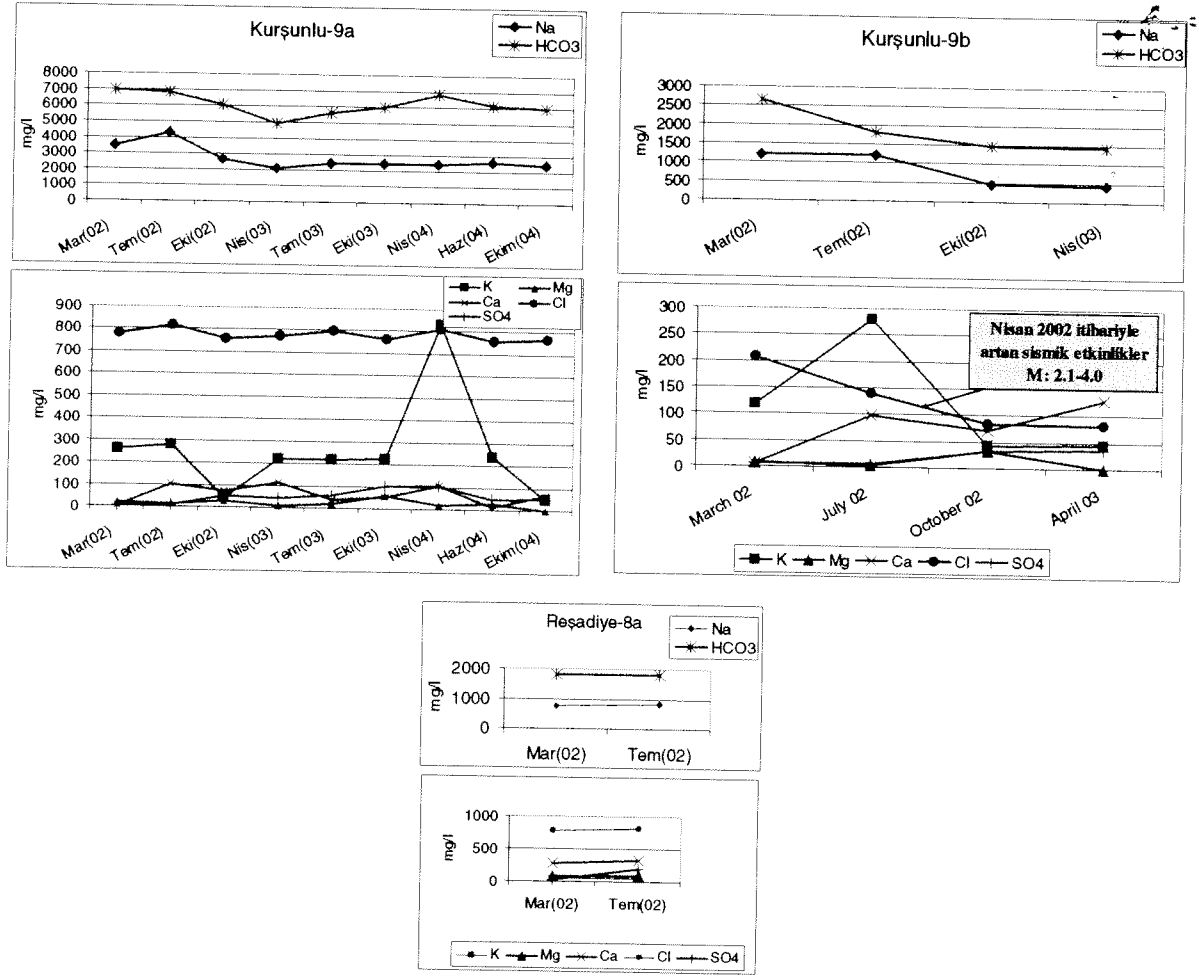 Kurşunlu-9a
Na
HCO3
8000
7000
6000
5000
4000
3000
2000
1000
0
mg/l
Mar(02) Tem(02) Eki(02) Nis(03) Tem(03) Eki(03) Nis(04) Haz(04) Ekim(04)
Kurşunlu-9b
Na
HCO3
3000
2500
2000
1500
1000
500
0
mg/l
Mar(02) Tem(02) Eki(02) Nis(03)
K Mg
Ca Cl
SO4
900
800
700
600
500
400
300
200
100
0
mg/l
Mar(02) Tem(02) Eki(02) Nis(03) Tem(03) Eki(03) Nis(04) Haz(04) Ekim(04)
300
250
200
150
100
50
0
mg/l
Nisan 2002 itibariyle
artan sismik etkinlikler
M: 2.1-4.0
March 02 July 02 October 02 April 03
K Mg Ca Cl SO4
Reşadiye-8a
Na
HCO3
2000
1000
0
mg/l
Mar(02) Tem(02)
1000
500
0
mg/l
Mar(02) Tem(02)
K Mg Ca Cl SO4